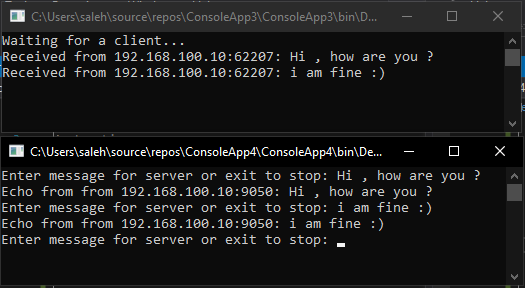 C:\Users\saleh\source\repos\ConsoleApp3\ConsoleApp3\bin\De...
Waiting for a client...
Received from 192.168.100.10:62207: Hi , how are you ?
Received from 192.168.100.10:62207: i am fine :)
C:\Users\saleh\source\repos\ConsoleApp4\ConsoleApp4\bin\De...
Enter message for server or exit to stop: Hi , how are you ?
Echo from from 192.168.100.10:9050: Hi , how are you ?
Enter message for server or exit to stop: i am fine :)
Echo from from 192.168.100.10:9050: i am fine :)
Enter message for server or exit to stop: